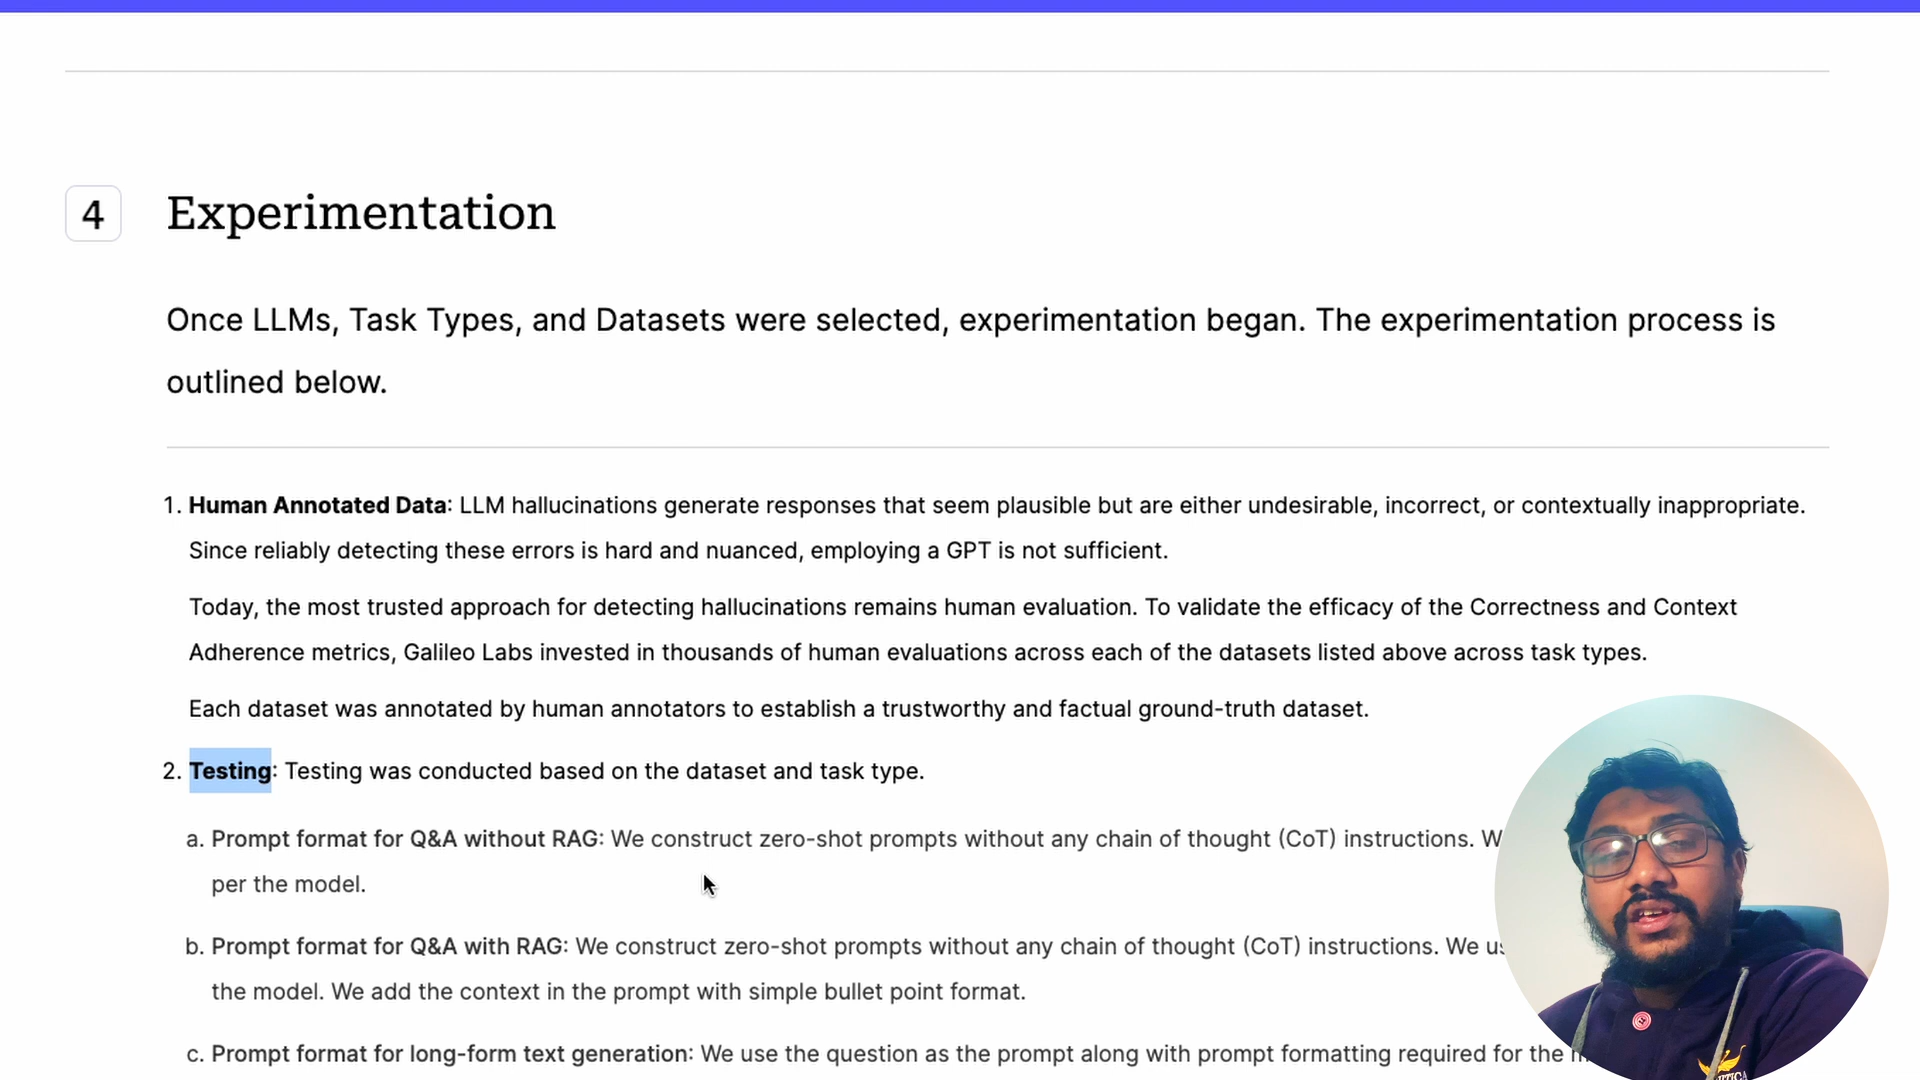 4 Experimentation
Once LLMs, Task Types, and Datasets were selected, experimentation began. The experimentation process is
outlined below.
1. Human Annotated Data: LLM hallucinations generate responses that seem plausible but are either undesirable, incorrect, or contextually inappropriate.
Since reliably detecting these errors is hard and nuanced, employing a GPT is not sufficient.
Today, the most trusted approach for detecting hallucinations remains human evaluation. To validate the efficacy of the Correctness and Context
Adherence metrics, Galileo Labs invested in thousands of human evaluations across each of the datasets listed above across task types.
Each dataset was annotated by human annotators to establish a trustworthy and factual ground-truth dataset.
2. Testing: Testing was conducted based on the dataset and task type.
a. Prompt format for Q&A without RAG: We construct zero-shot prompts without any chain of thought (CoT) instructions.
per the model.
b. Prompt format for Q&A with RAG: We construct zero-shot prompts without any chain of thought (CoT) instructions. We
the model. We add the context in the prompt with simple bullet point format.
c. Prompt format for long-form text generation: We use the question as the prompt along with prompt formatting required for the